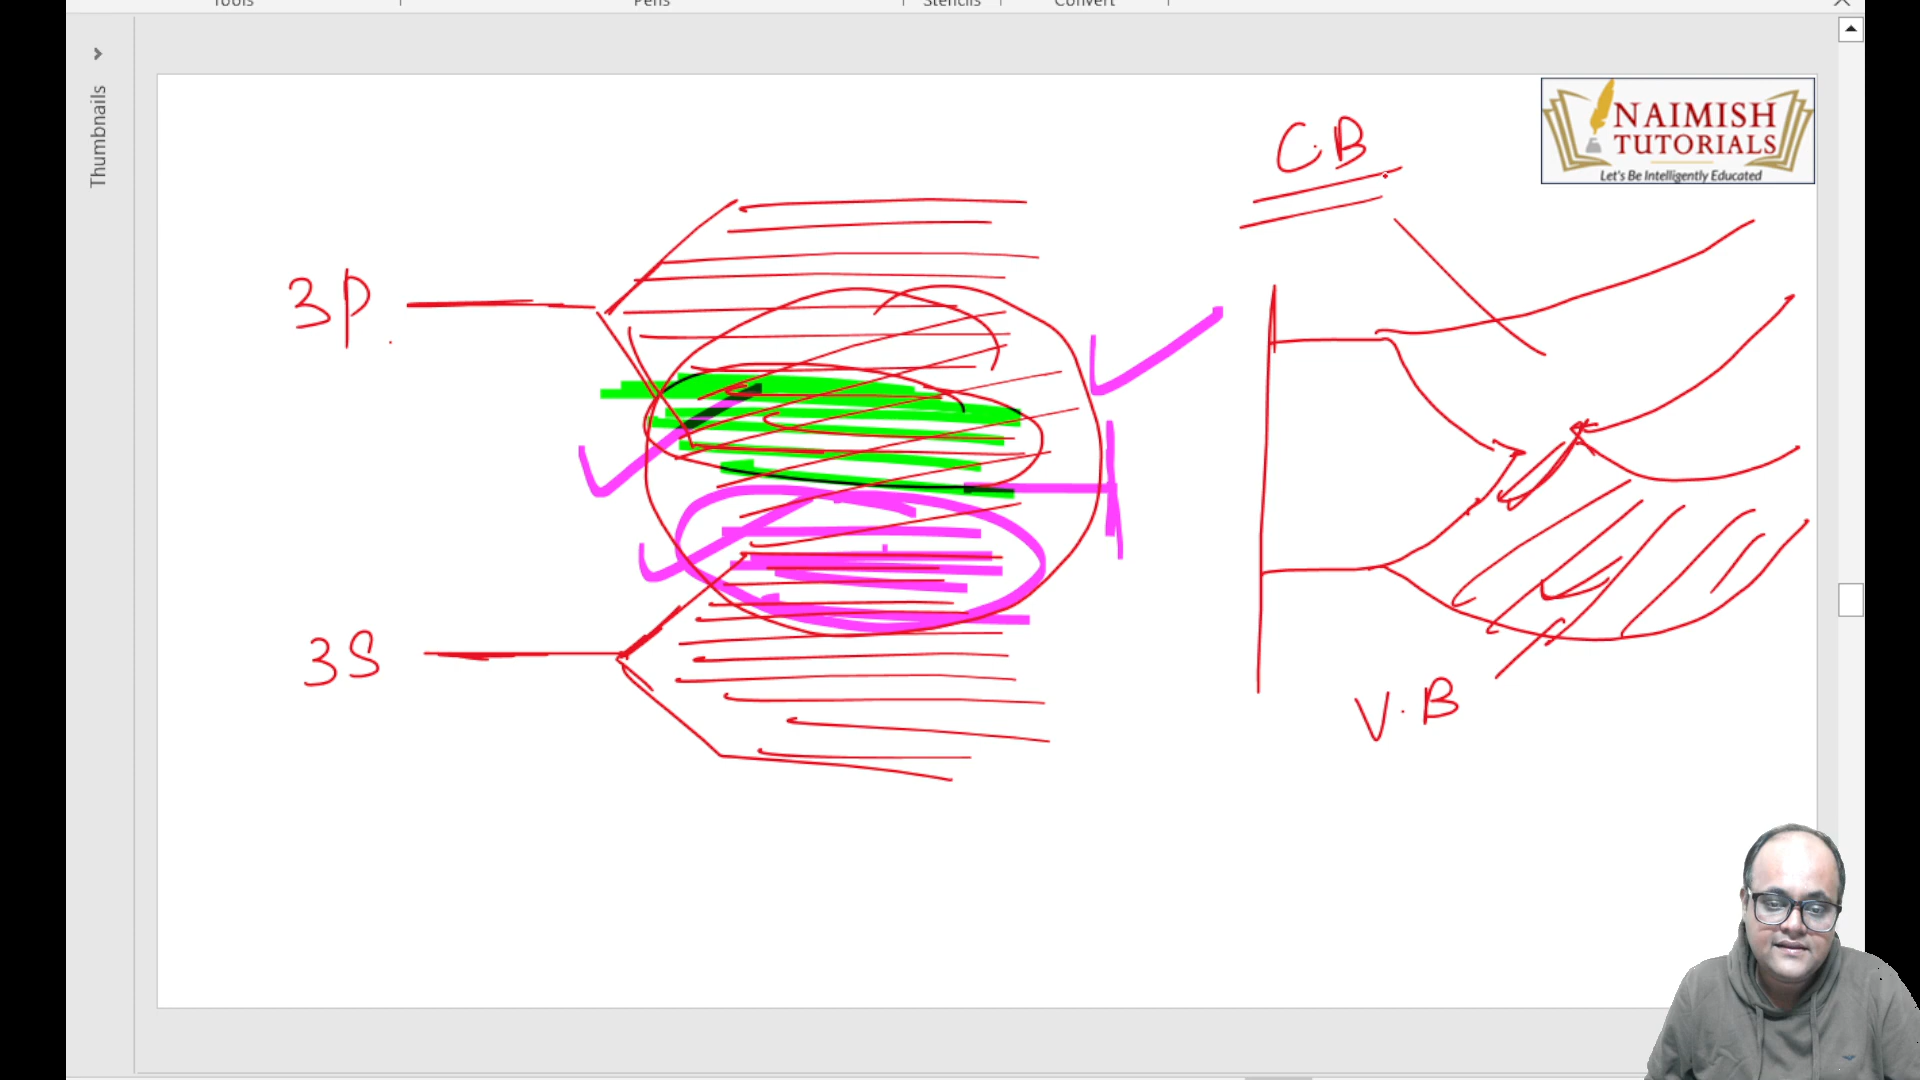 Tools Pens Stencils Convert
Thumbnails
NAIMISH
TUTORIALS
Let's Be Intelligently Educated
C.B
3P
3S
V.B